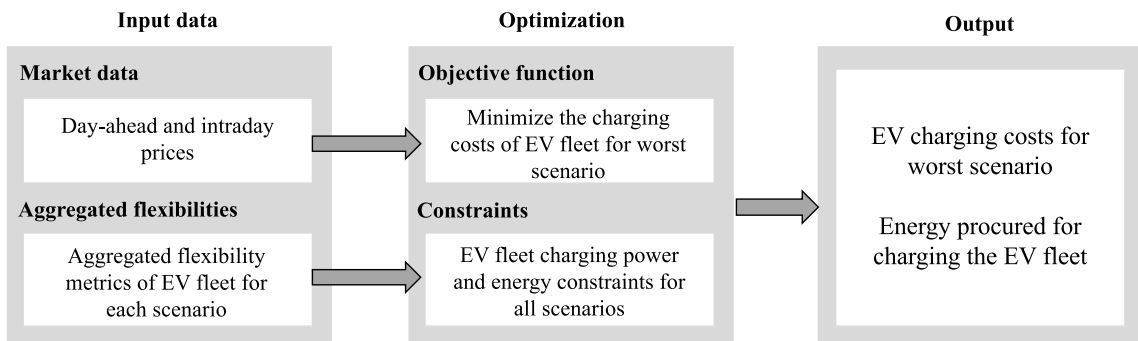 Input data
Market data
Day-ahead and intraday
prices
Aggregated flexibilities
Aggregated flexibility
metrics of EV fleet for
each scenario
Optimization
Objective function
Minimize the charging
costs of EV fleet for worst
scenario
Constraints
EV fleet charging power
and energy constraints for
all scenarios
Output
EV charging costs for
worst scenario
Energy procured for
charging the EV fleet